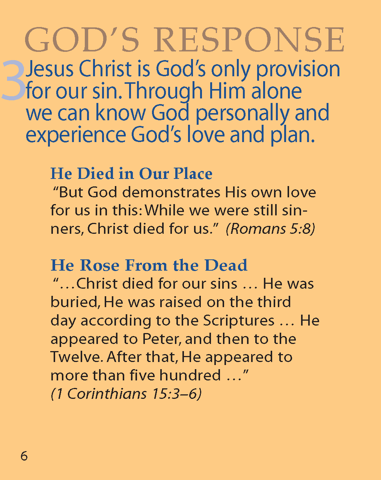 GOD'S RESPONSE
3 Jesus Christ is God's only provision
for our sin. Through Him alone
we can know God personally and
experience God's love and plan.
He Died in Our Place
“But God demonstrates His own love
for us in this: While we were still sin-
ners, Christ died for us.” (Romans 5:8)
He Rose From the Dead
“…Christ died for our sins … He was
buried, He was raised on the third
day according to the Scriptures … He
appeared to Peter, and then to the
Twelve. After that, He appeared to
more than five hundred …”
(1 Corinthians 15:3–6)
6